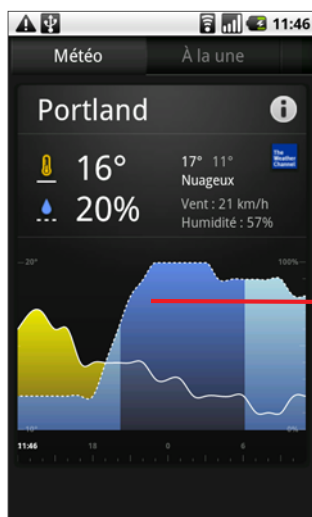 11:46
Météo À la une
Portland
16° 17° 11°
Nuageux
The
Weather
Channel
20% Vent : 21 km/h
Humidité : 57%
20° 100%
10° 0%
11:46 18 0 6